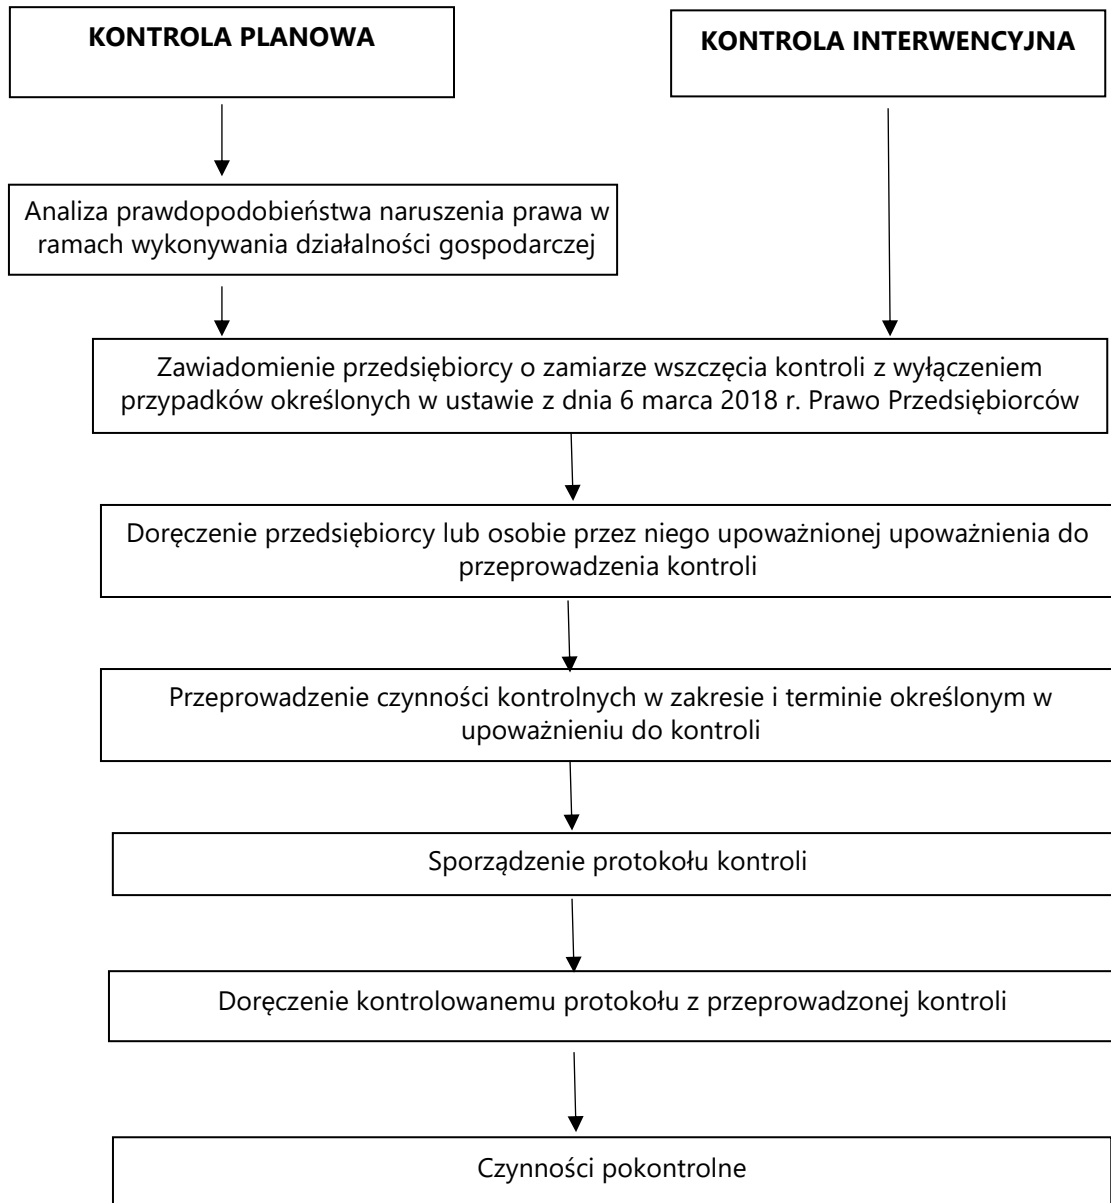 KONTROLA PLANOWA
KONTROLA INTERWENCYJNA
Analiza prawdopodobieństwa naruszenia prawa w
ramach wykonywania działalności gospodarczej
Zawiadomienie przedsiębiorcy o zamiarze wszczęcia kontroli z wyłączeniem
przypadków określonych w ustawie z dnia 6 marca 2018 r. Prawo Przedsiębiorców
Doręczenie przedsiębiorcy lub osobie przez niego upoważnionej upoważnienia do
przeprowadzenia kontroli
Przeprowadzenie czynności kontrolnych w zakresie i terminie określonym w
upoważnieniu do kontroli
Sporządzenie protokołu kontroli
Doręczenie kontrolowanemu protokołu z przeprowadzonej kontroli
Czynności pokontrolne